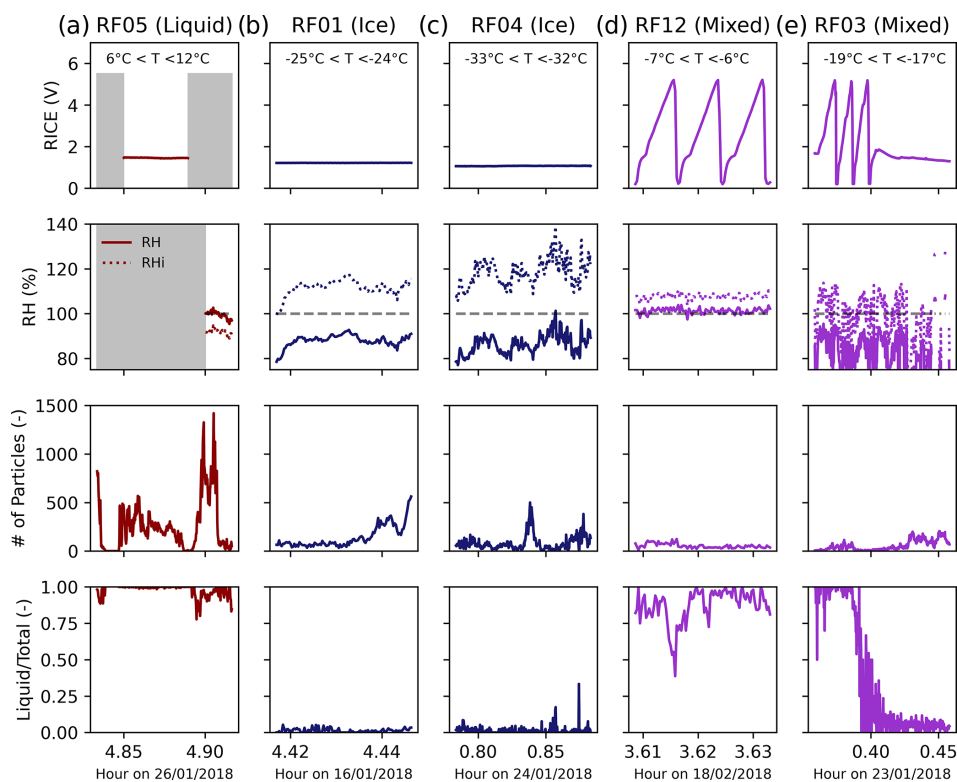 (a) RF05 (Liquid)
(b) RF01 (Ice)
(c) RF04 (Ice)
(d) RF12 (Mixed)
(e) RF03 (Mixed)
6°C < T <12°C
-25°C < T <-24°C
-33°C < T <-32°C
-7°C < T <-6°C
-19°C < T <-17°C
RICE (V)
6
4
2
0
RH (%)
140
120
100
80
RH
RHi
# of Particles (-)
1500
1000
500
0
Liquid/Total (-)
1.00
0.75
0.50
0.25
0.00
4.85 4.90
4.42 4.44
0.80 0.85
3.61 3.62 3.63
0.40 0.45
Hour on 26/01/2018
Hour on 16/01/2018
Hour on 24/01/2018
Hour on 18/02/2018
Hour on 23/01/2018